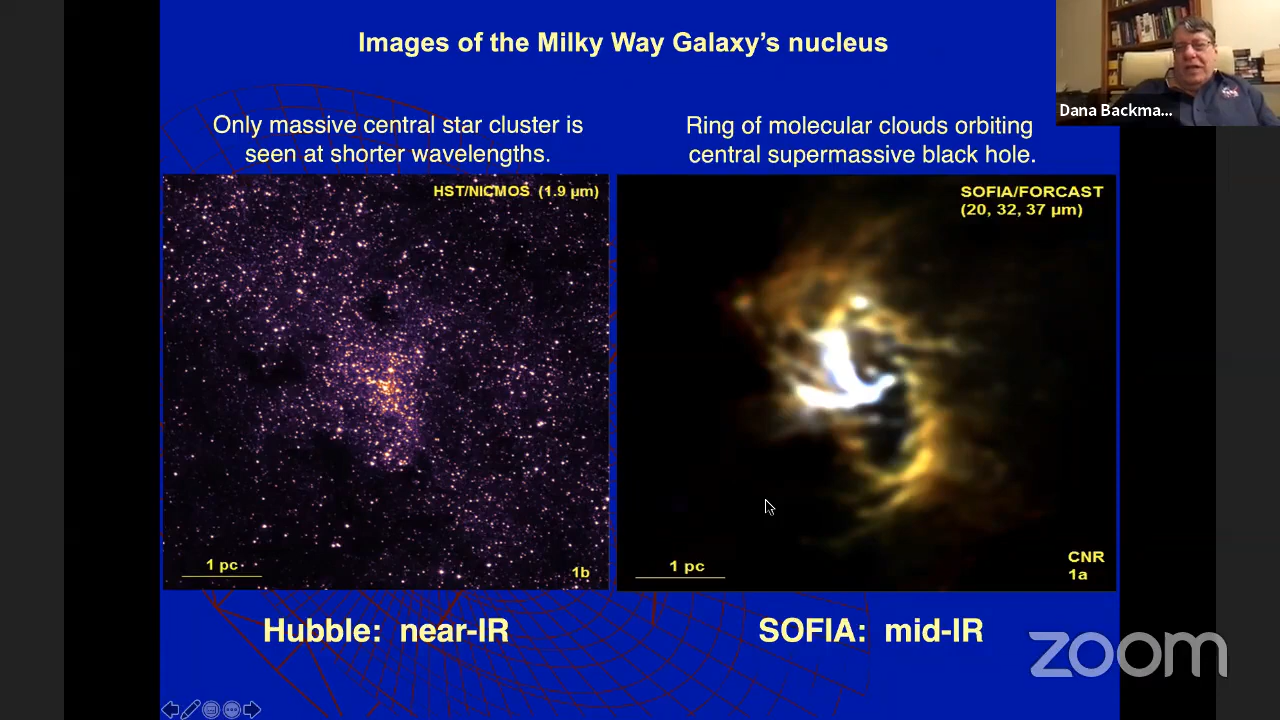 Images of the Milky Way Galaxy's nucleus
Dana Backma...
Only massive central star cluster is
seen at shorter wavelengths.
Ring of molecular clouds orbiting
central supermassive black hole.
HST/NICMOS (1.9 µm)
SOFIA/FORCAST
(20, 32, 37 µm)
1 pc
1b
1 pc
CNR
1a
Hubble: near-IR
SOFIA: mid-IR
zoom